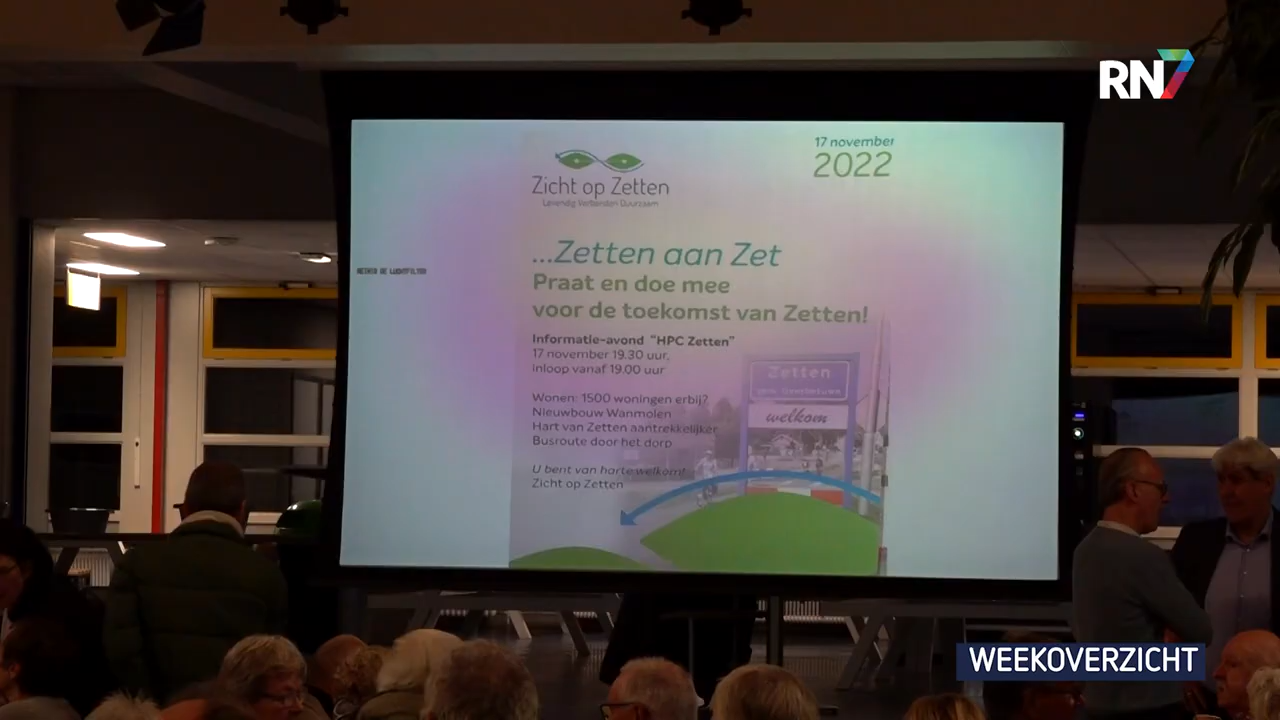 RN7
17 november
2022
Zicht op Zetten
Levendig Verbonden Duurzaam
...Zetten aan Zet
Praat en doe mee
voor de toekomst van Zetten!
Informatie-avond "HPC Zetten"
17 november 19.30 uur,
inloop vanaf 19.00 uur
Wonen: 1500 woningen erbij?
Nieuwbouw Wanmolen
Hart van Zetten aantrekkelijker
Busroute door het dorp
U bent van harte welkom!
Zicht op Zetten
Zetten
welkom
WEEKOVERZICHT